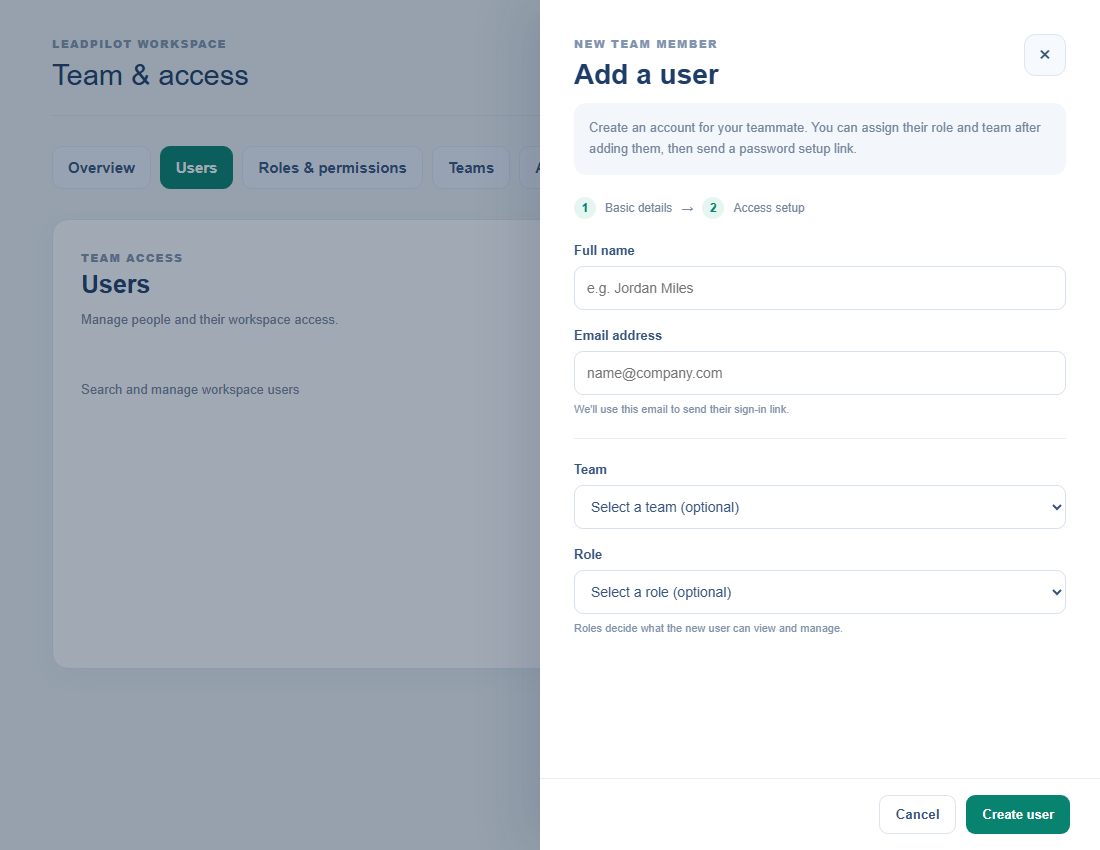 LEADPILOT WORKSPACE
Team & access
Overview
Users
Roles & permissions
Teams
TEAM ACCESS
Users
Manage people and their workspace access.
Search and manage workspace users
NEW TEAM MEMBER
Add a user
×
Create an account for your teammate. You can assign their role and team after
adding them, then send a password setup link.
1 Basic details → 2 Access setup
Full name
e.g. Jordan Miles
Email address
name@company.com
We'll use this email to send their sign-in link.
Team
Select a team (optional)
Role
Select a role (optional)
Roles decide what the new user can view and manage.
Cancel
Create user